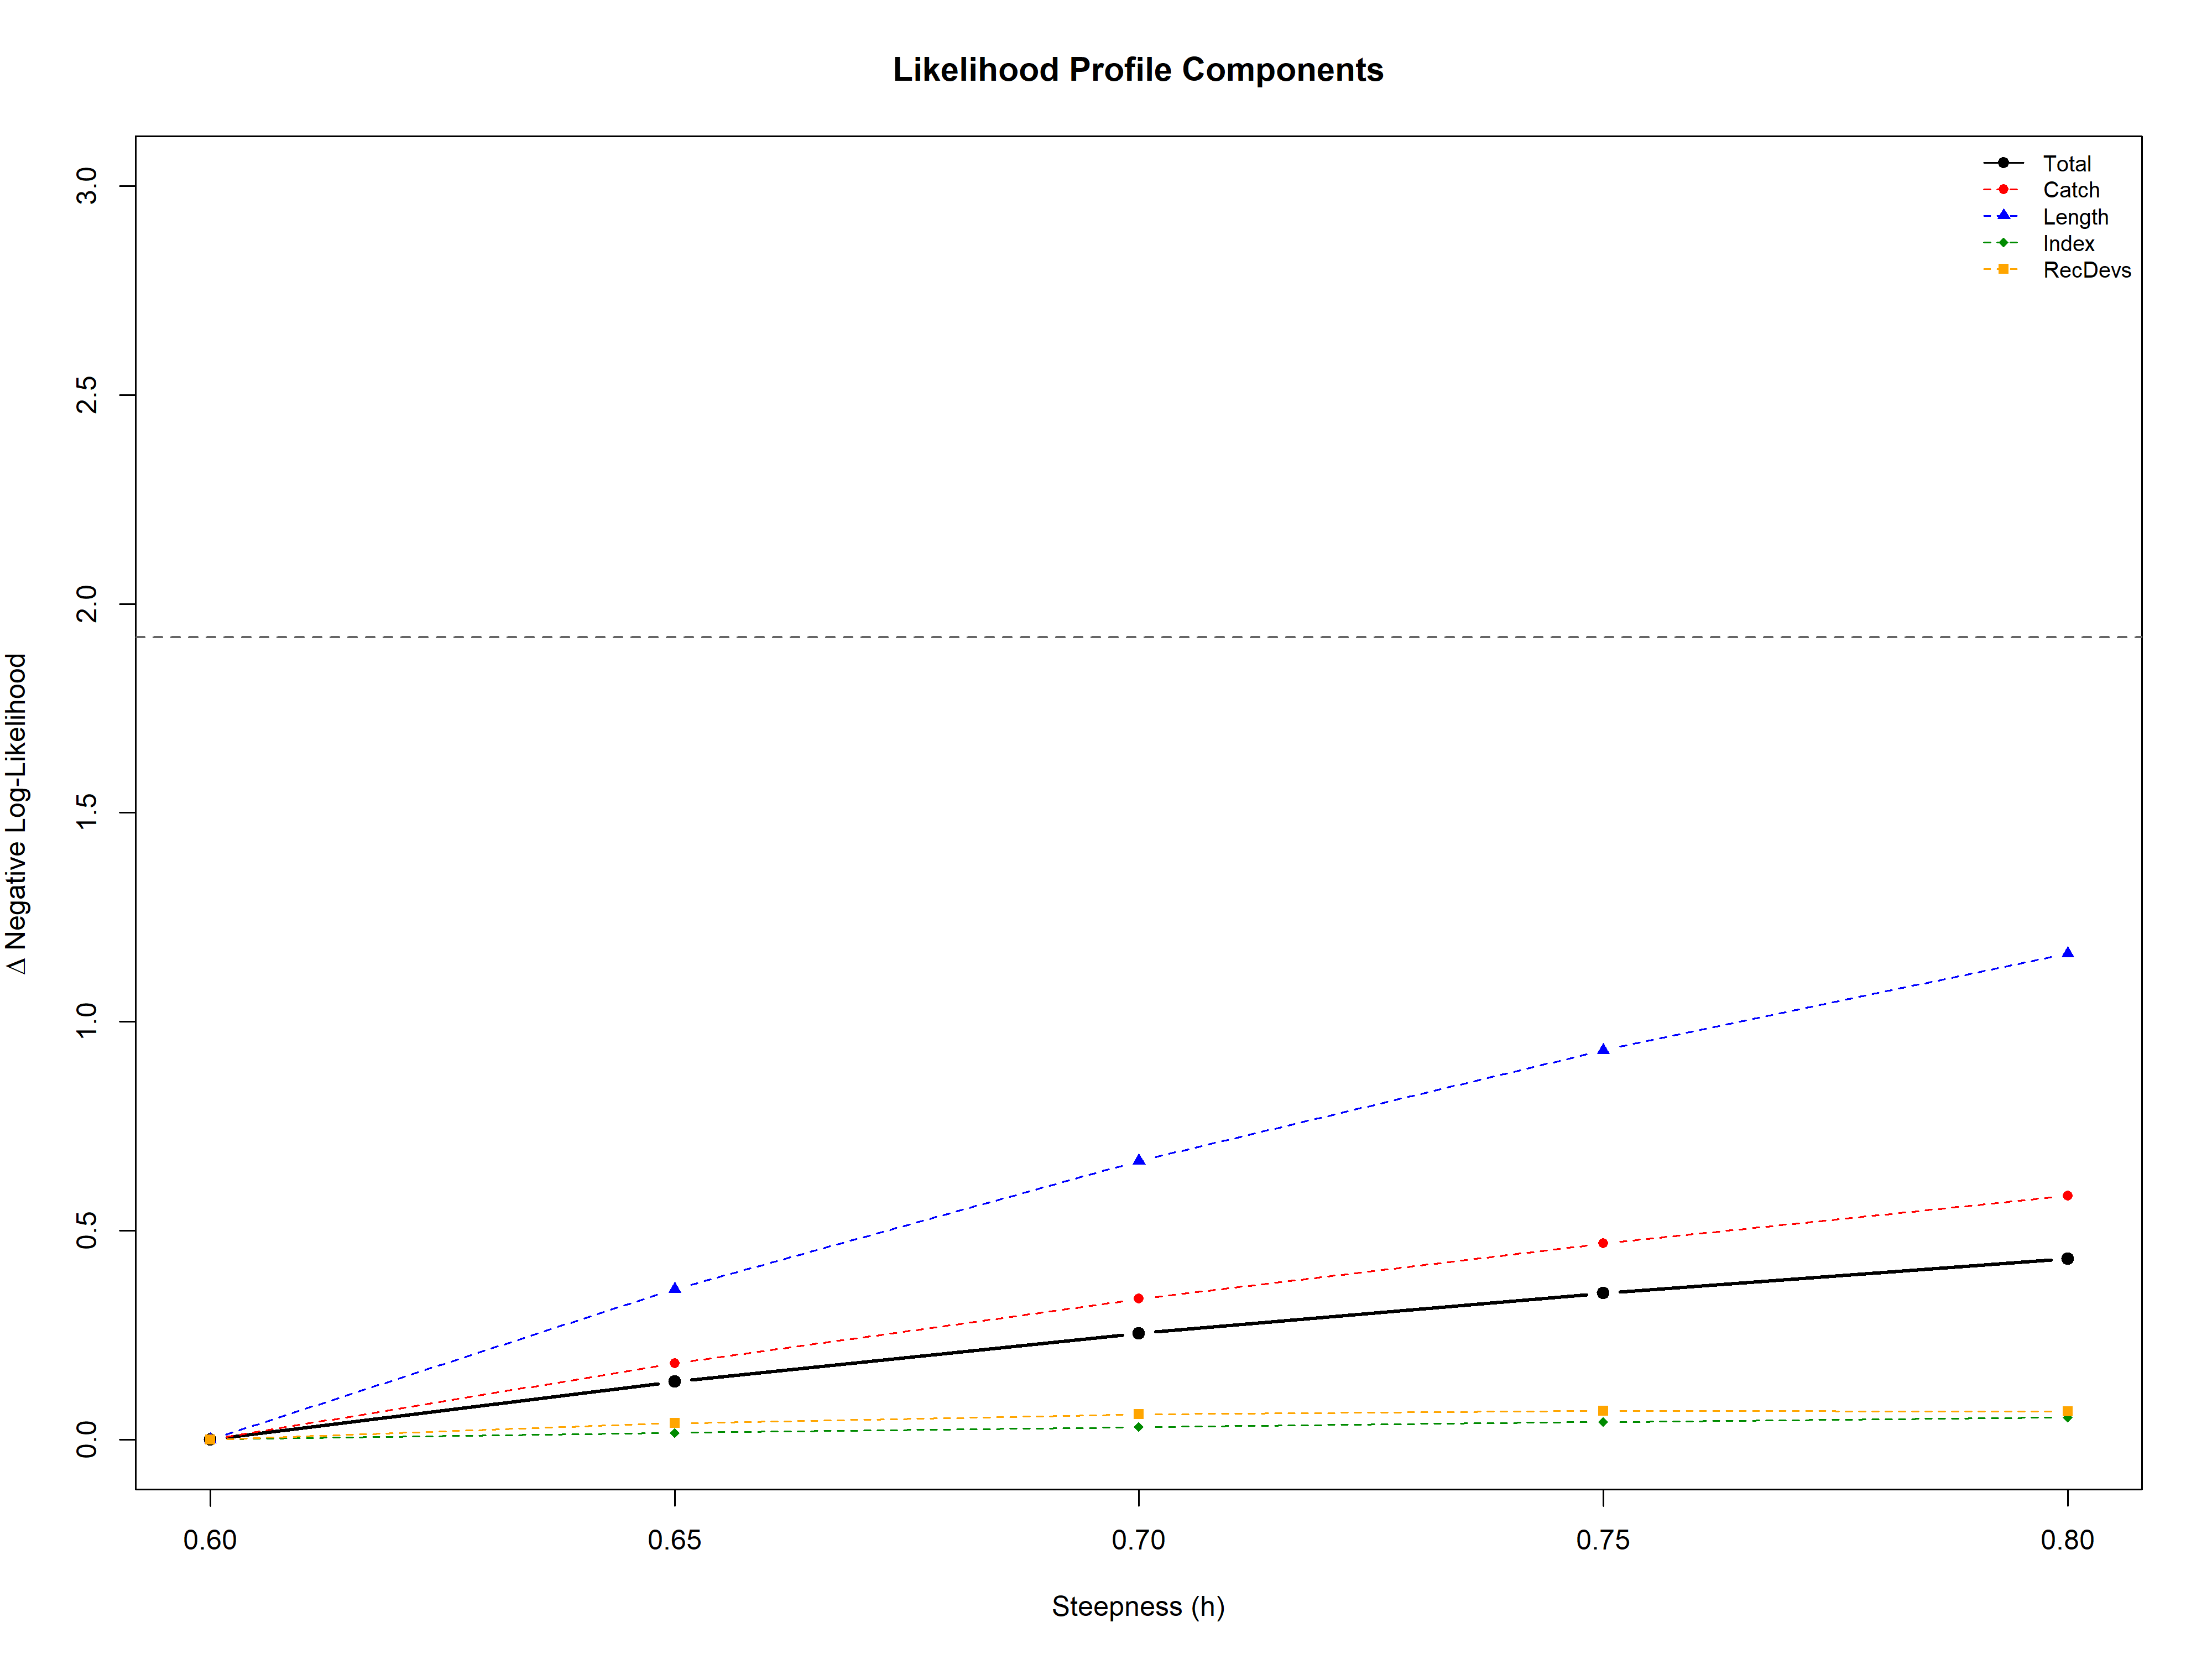 Likelihood Profile Components
Total
Catch
Length
Index
RecDevs
3.0
2.5
2.0
1.5
1.0
0.5
0.0
Δ Negative Log-Likelihood
0.60 0.65 0.70 0.75 0.80
Steepness (h)